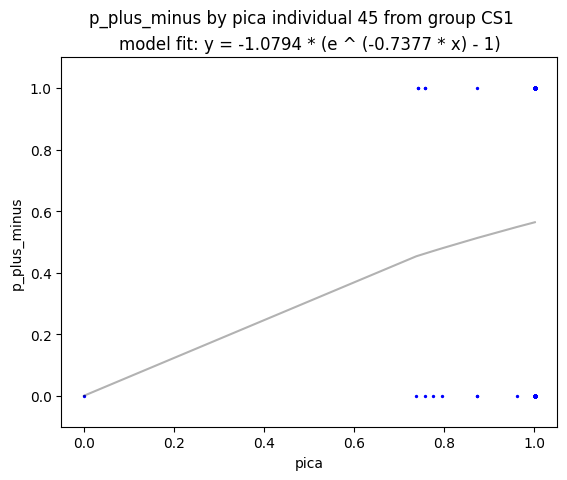 p_plus_minus by pica individual 45 from group CS1
model fit: y = -1.0794 * (e ^ (-0.7377 * x) - 1)
p_plus_minus
1.0
0.8
0.6
0.4
0.2
0.0
0.0 0.2 0.4 0.6 0.8 1.0
pica